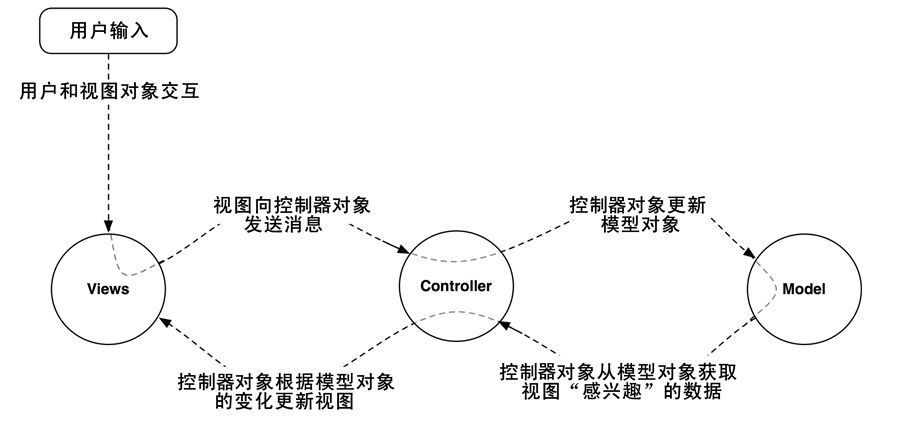 用户输入
用户和视图对象交互
视图向控制器对象
发送消息
控制器对象更新
模型对象
Views
Controller
Model
控制器对象根据模型对象
的变化更新视图
控制器对象从模型对象获取
视图“感兴趣”的数据